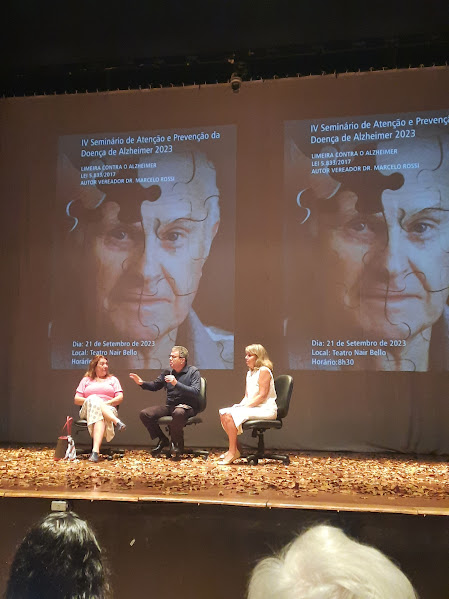 IV Seminário de Atenção e Prevenção da
Doença de Alzheimer 2023
LIMEIRA CONTRA O ALZHEIMER
LEI 5.833/2017
AUTOR VEREADOR DR. MARCELO ROSSI
Dia: 21 de Setembro de 2023
Local: Teatro Nair Bello
Horário:
IV Seminário de Atenção e Prevenç
Doença de Alzheimer 2023
LIMEIRA CONTRA O ALZHEIMER
LEI 5.833/2017
AUTOR VEREADOR DR. MARCELO ROSSI
Dia: 21 de Setembro de 2023
Local: Teatro Nair Bello
Horário:8h30